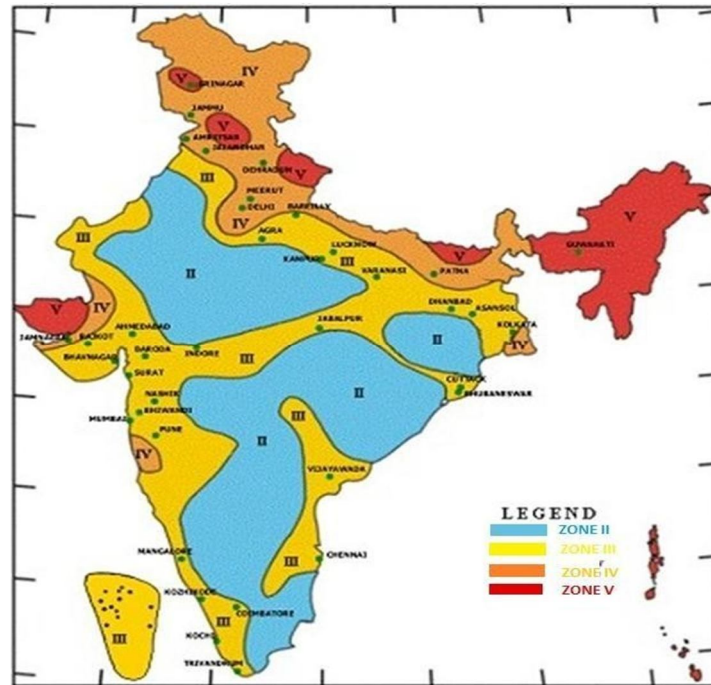 IV
V
SRINAGAR
JAMMU
V
AMRITSAR
JALANDHAR
DEHRADUN
V
III
MEERUT
DELHI
BAREILLY
IV
AGRA
III
LUCKNOW
KANPUR
III
VARANASI
V
PATNA
V
GUWAHATI
II
V
IV
DHANBAD
ASANSOL
JAMNAGAR
RAJKOT
AHMEDABAD
JABALPUR
KOLKATA
IV
BHAVNAGAR
BARODA
INDORE
III
II
SURAT
CUTTACK
BHUBANESWAR
NASHIK
II
MUMBAI
BHIWANDI
III
PUNE
II
IV
VIJAYAWADA
LEGEND
ZONE II
ZONE III
ZONE IV
ZONE V
MANGALORE
III
CHENNAI
KOZHIKODE
COIMBATORE
III
III
KOCHI
TRIVANDRUM